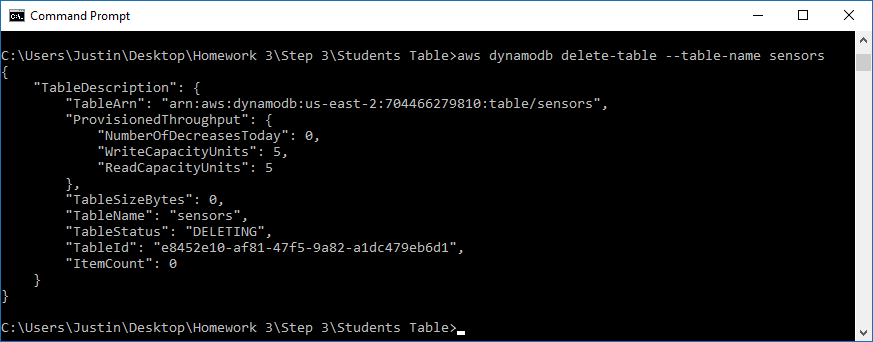 Command Prompt
C:\Users\Justin\Desktop\Homework 3\Step 3\Students Table>aws dynamodb delete-table --table-name sensors
{
    "TableDescription": {
        "TableArn": "arn:aws:dynamodb:us-east-2:704466279810:table/sensors",
        "ProvisionedThroughput": {
            "NumberOfDecreasesToday": 0,
            "WriteCapacityUnits": 5,
            "ReadCapacityUnits": 5
        },
        "TableSizeBytes": 0,
        "TableName": "sensors",
        "TableStatus": "DELETING",
        "TableId": "e8452e10-af81-47f5-9a82-a1dc479eb6d1",
        "ItemCount": 0
    }
}
C:\Users\Justin\Desktop\Homework 3\Step 3\Students Table>